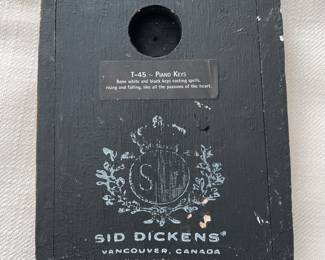 T-45 ~ PIANO KEYS
Bone white and black keys casting spells,
rising and falling, like all the passions of the heart.
SD
SID DICKENS®
VANCOUVER, CANADA